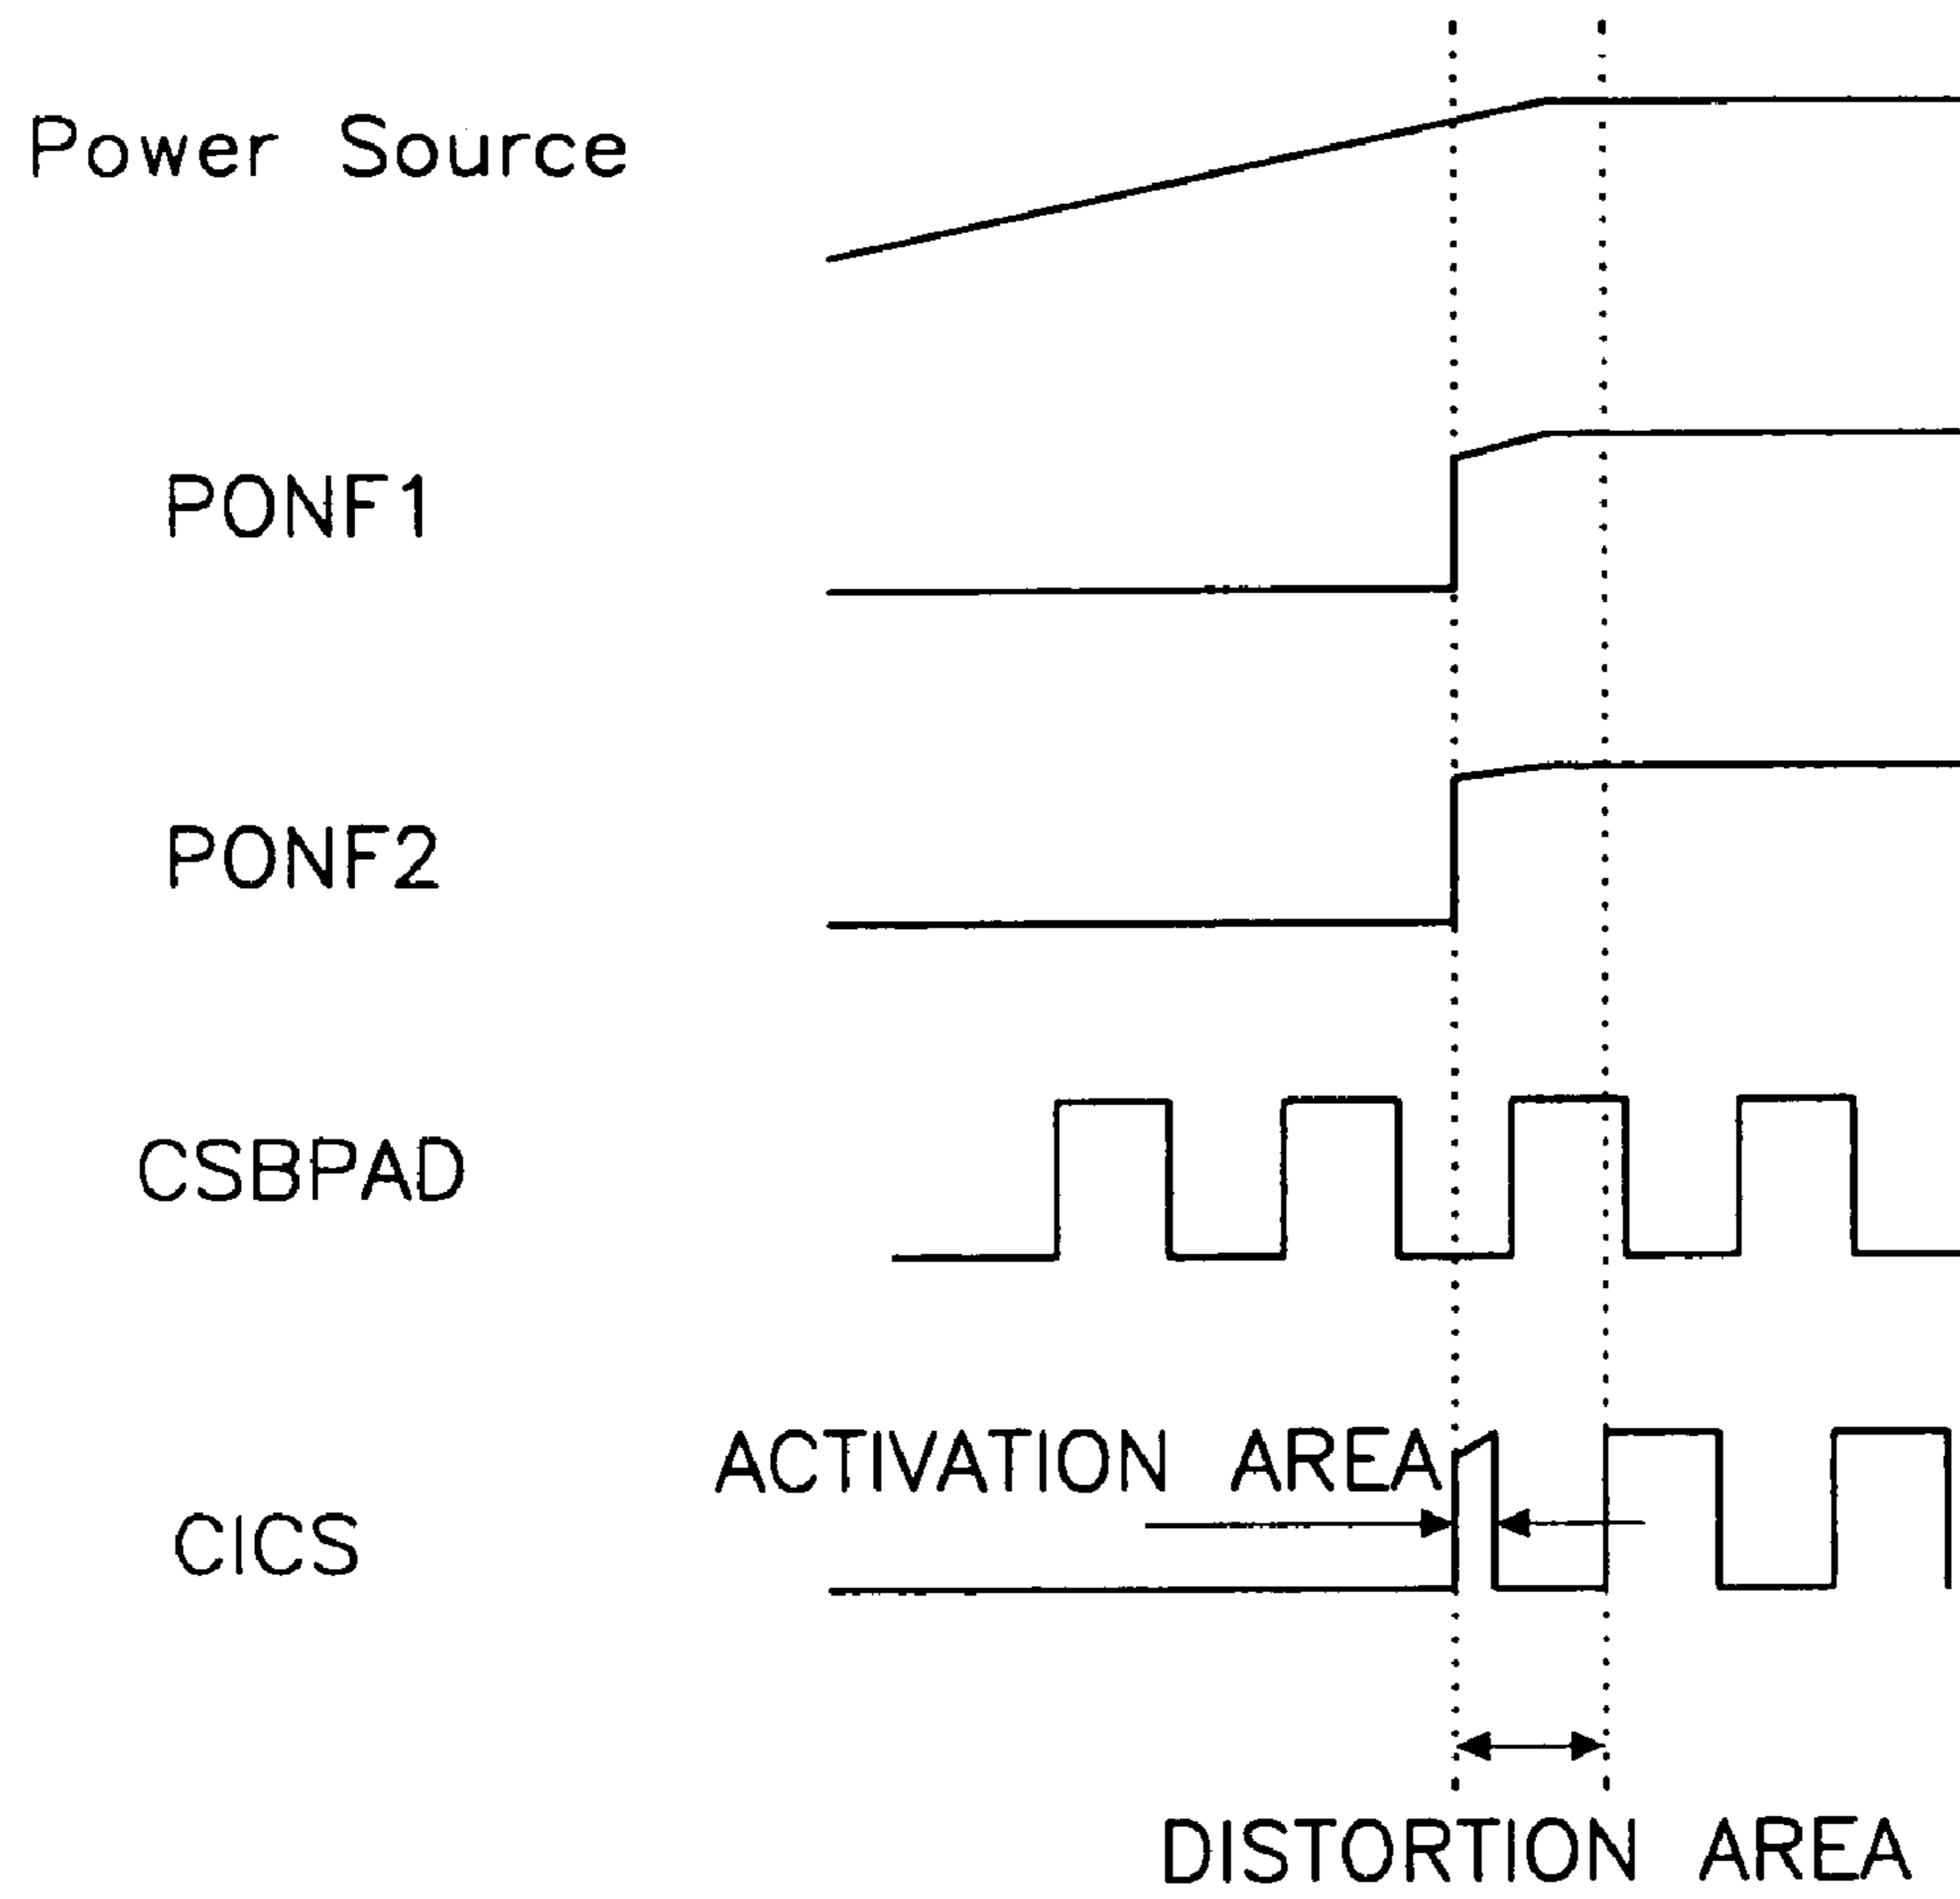 Power Source
PONF1
PONF2
CSBPAD
ACTIVATION AREA
CICS
DISTORTION AREA